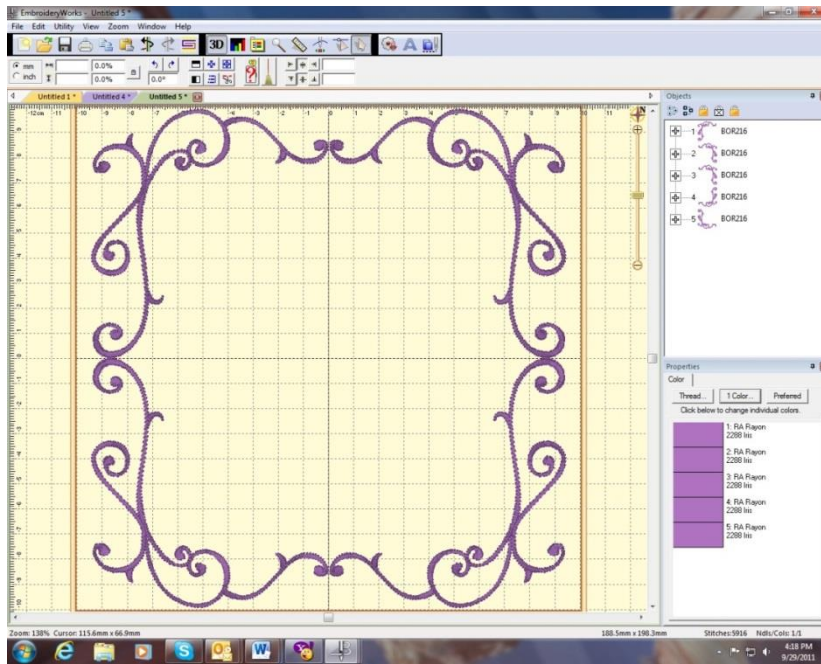 EmbroideryWorks - Untitled 5 *
File Edit Utility View Zoom Window Help
3D
mm 0.0%
inch 0.0% 0.0°
Untitled 1 * Untitled 4 * Untitled 5 *
Objects
1 BOR216
2 BOR216
3 BOR216
4 BOR216
5 BOR216
Properties
Color
Thread... 1 Color... Preferred
Click below to change individual colors.
1: RA Rayon
2288 Iris
2: RA Rayon
2288 Iris
3: RA Rayon
2288 Iris
4: RA Rayon
2288 Iris
5: RA Rayon
2288 Iris
Zoom: 138% Cursor: 115.6mm x 66.9mm 188.5mm x 198.3mm Stitches:5916 Ndls/Cols: 1/1
4:18 PM
9/29/2011